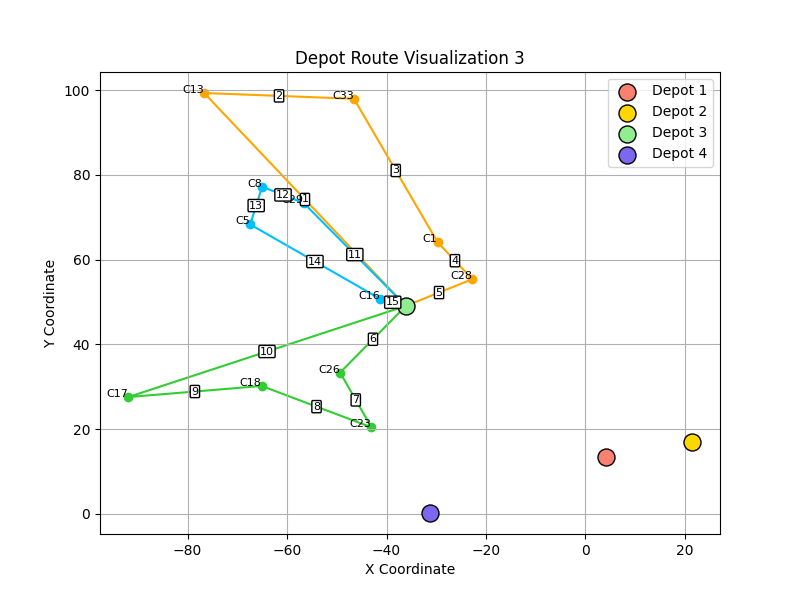 Depot Route Visualization 3
Depot 1
Depot 2
Depot 3
Depot 4
Y Coordinate
100
80
60
40
20
0
C13
2
C33
3
C8
12
1
13
C5
C1
11
4
14
C28
5
C16
15
6
10
C26
C18
C17
9
7
8
C23
−80
−60
−40
−20
0
20
X Coordinate